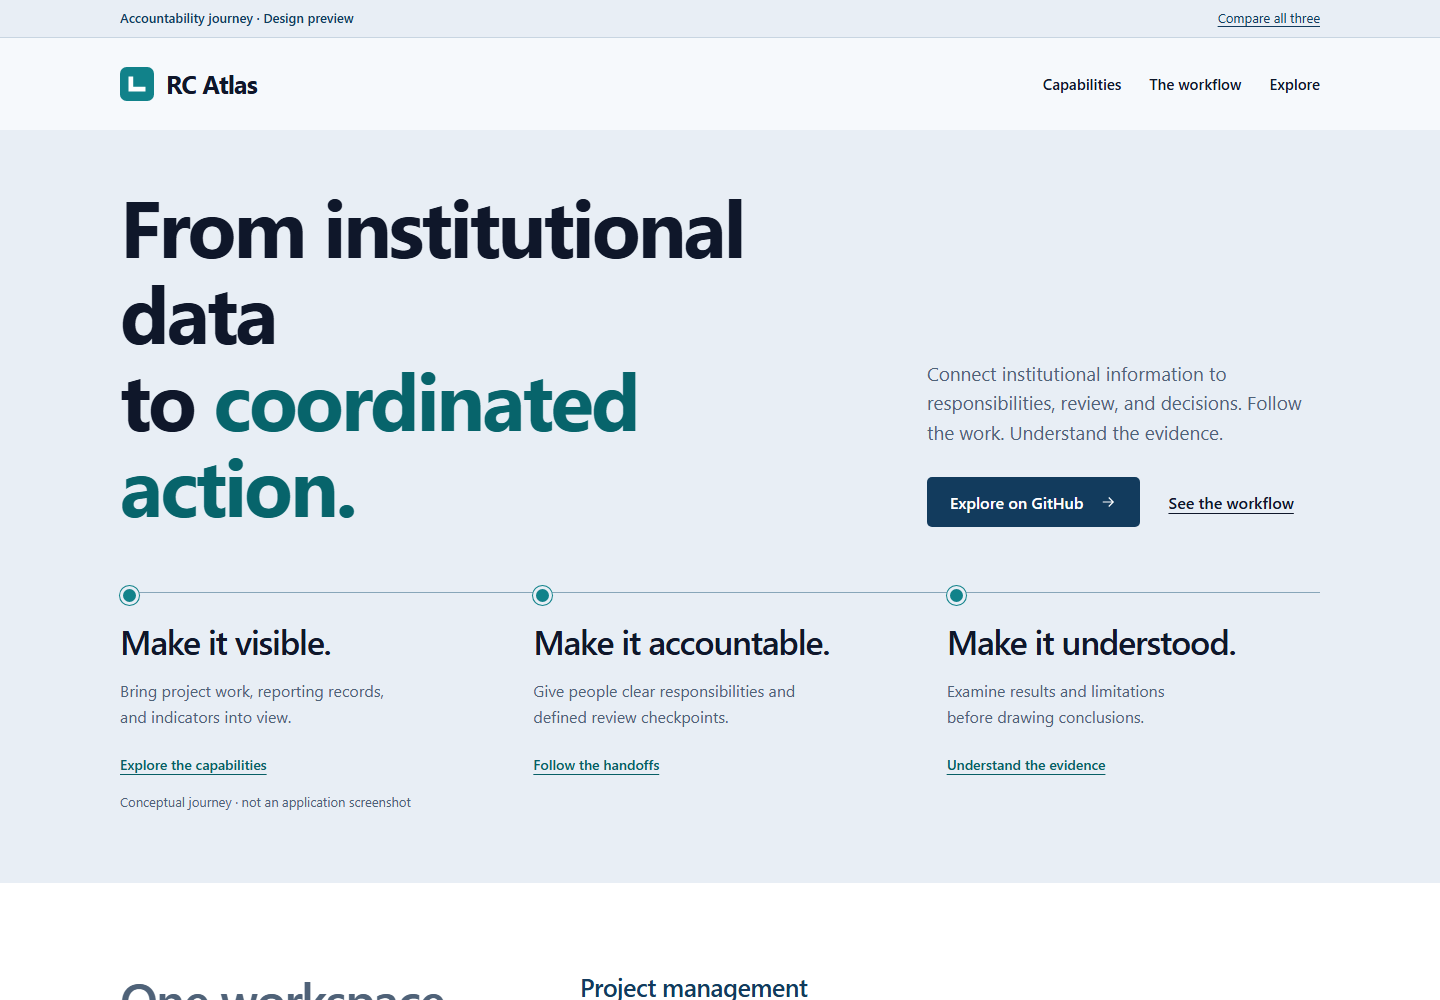 Accountability journey · Design preview
Compare all three
RC Atlas
Capabilities
The workflow
Explore
From institutional
data
to coordinated
action.
Connect institutional information to
responsibilities, review, and decisions. Follow
the work. Understand the evidence.
Explore on GitHub →
See the workflow
Make it visible.
Bring project work, reporting records,
and indicators into view.
Explore the capabilities
Conceptual journey · not an application screenshot
Make it accountable.
Give people clear responsibilities and
defined review checkpoints.
Follow the handoffs
Make it understood.
Examine results and limitations
before drawing conclusions.
Understand the evidence
One workspace
Project management